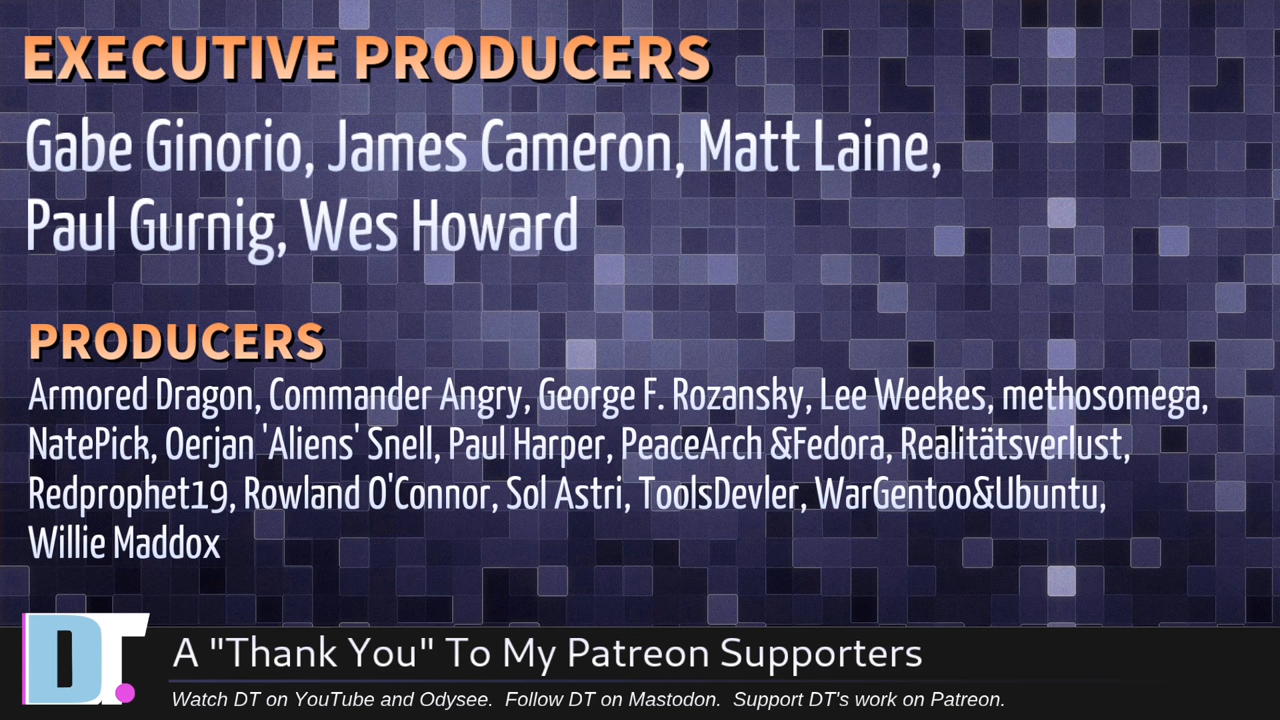 EXECUTIVE PRODUCERS
Gabe Ginorio, James Cameron, Matt Laine,
Paul Gurnig, Wes Howard
PRODUCERS
Armored Dragon, Commander Angry, George F. Rozansky, Lee Weekes, methosomega,
NatePick, Oerjan 'Aliens' Snell, Paul Harper, PeaceArch &Fedora, Realitätsverlust,
Redprophet19, Rowland O'Connor, Sol Astri, ToolsDevler, WarGentoo&Ubuntu,
Willie Maddox
DT.
A "Thank You" To My Patreon Supporters
Watch DT on YouTube and Odysee. Follow DT on Mastodon. Support DT's work on Patreon.